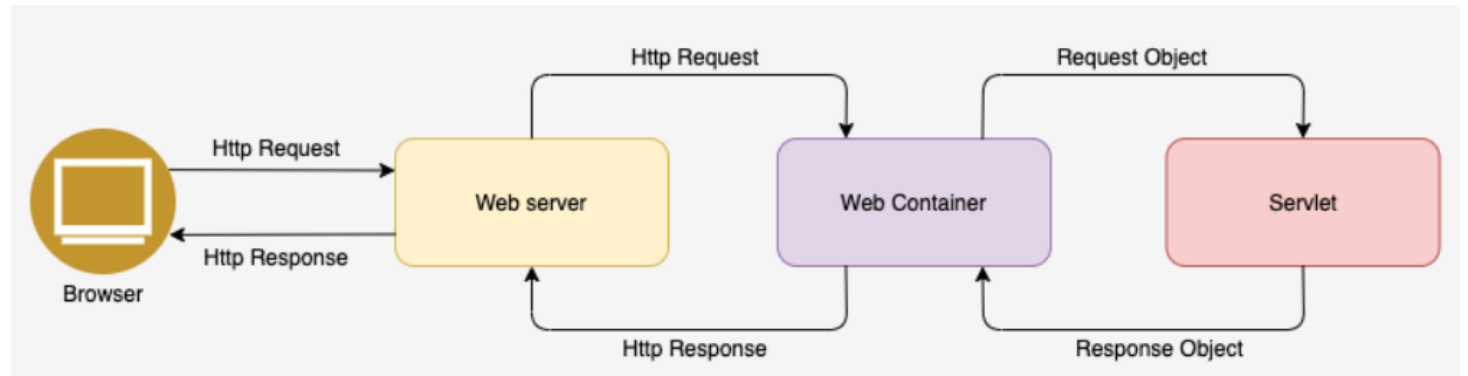 Http Request
Request Object
Http Request
Web server
Web Container
Servlet
Http Response
Browser
Http Response
Response Object